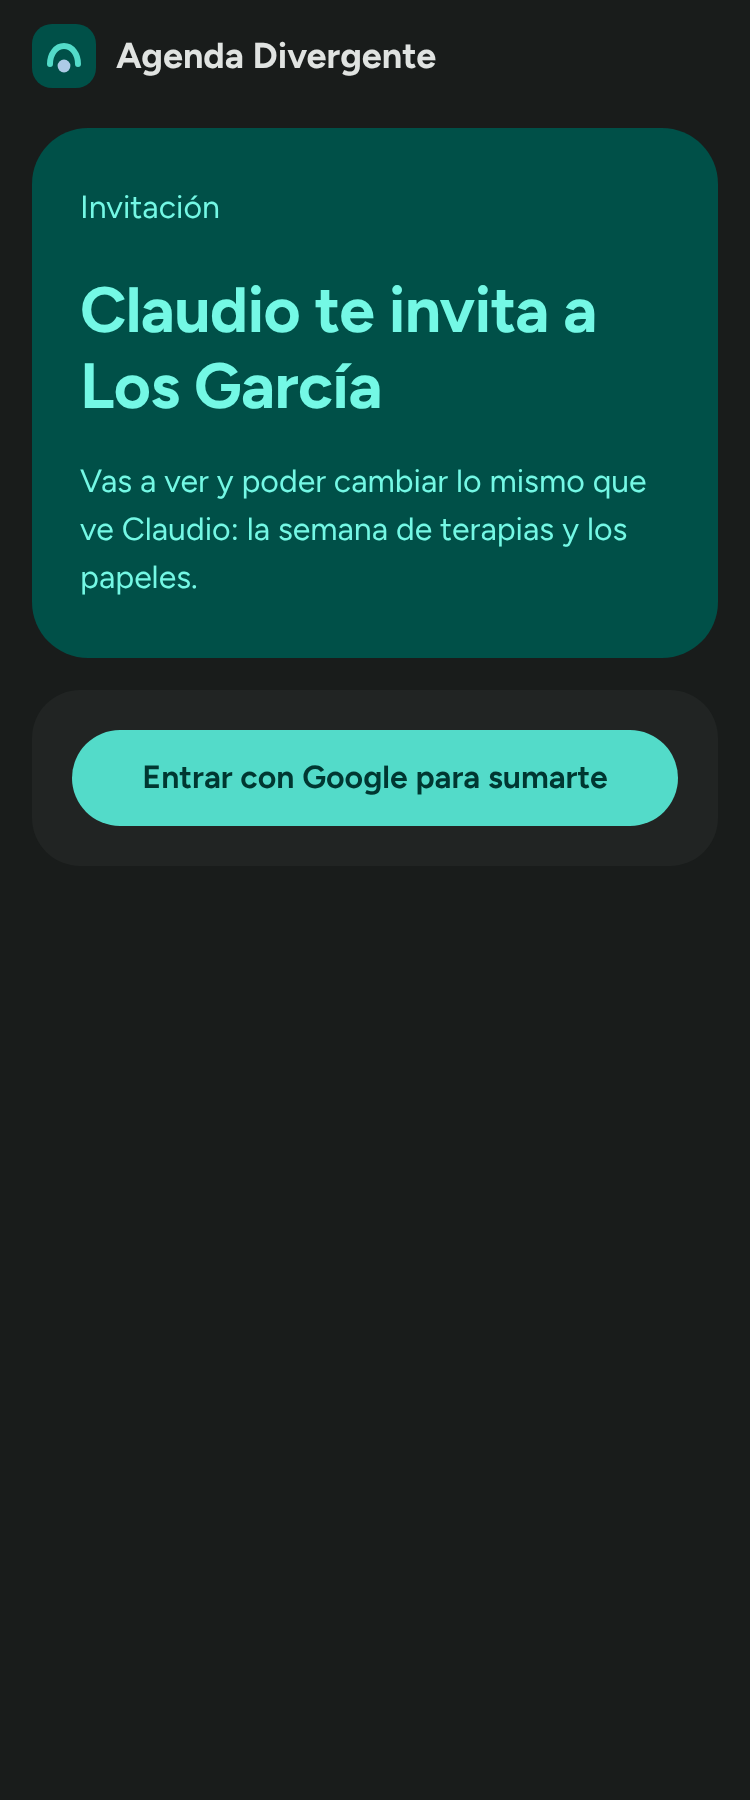 Agenda Divergente
Invitación
Claudio te invita a
Los García
Vas a ver y poder cambiar lo mismo que
ve Claudio: la semana de terapias y los
papeles.
Entrar con Google para sumarte